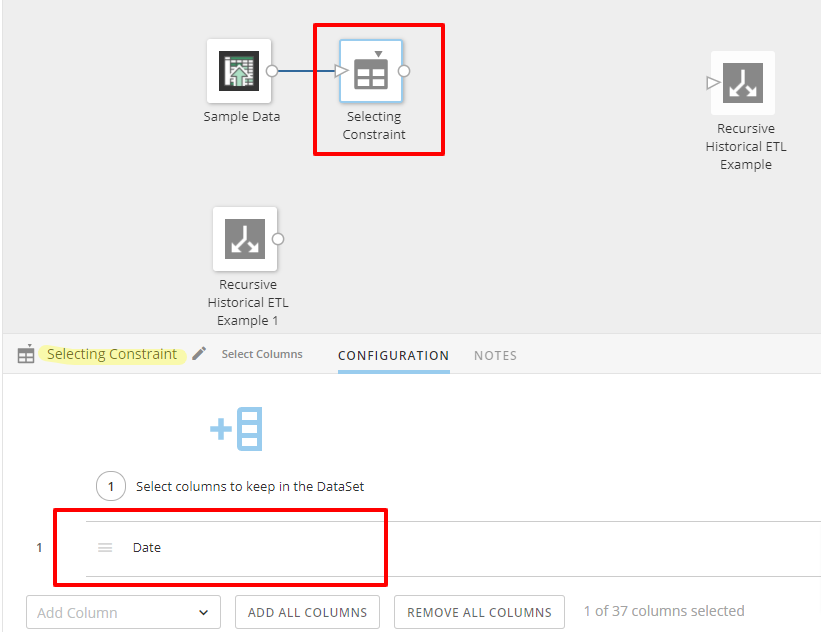 Sample Data
Selecting
Constraint
Recursive
Historical ETL
Example
Recursive
Historical ETL
Example 1
Selecting Constraint Select Columns CONFIGURATION NOTES
1 Select columns to keep in the DataSet
1 Date
Add Column ADD ALL COLUMNS REMOVE ALL COLUMNS 1 of 37 columns selected